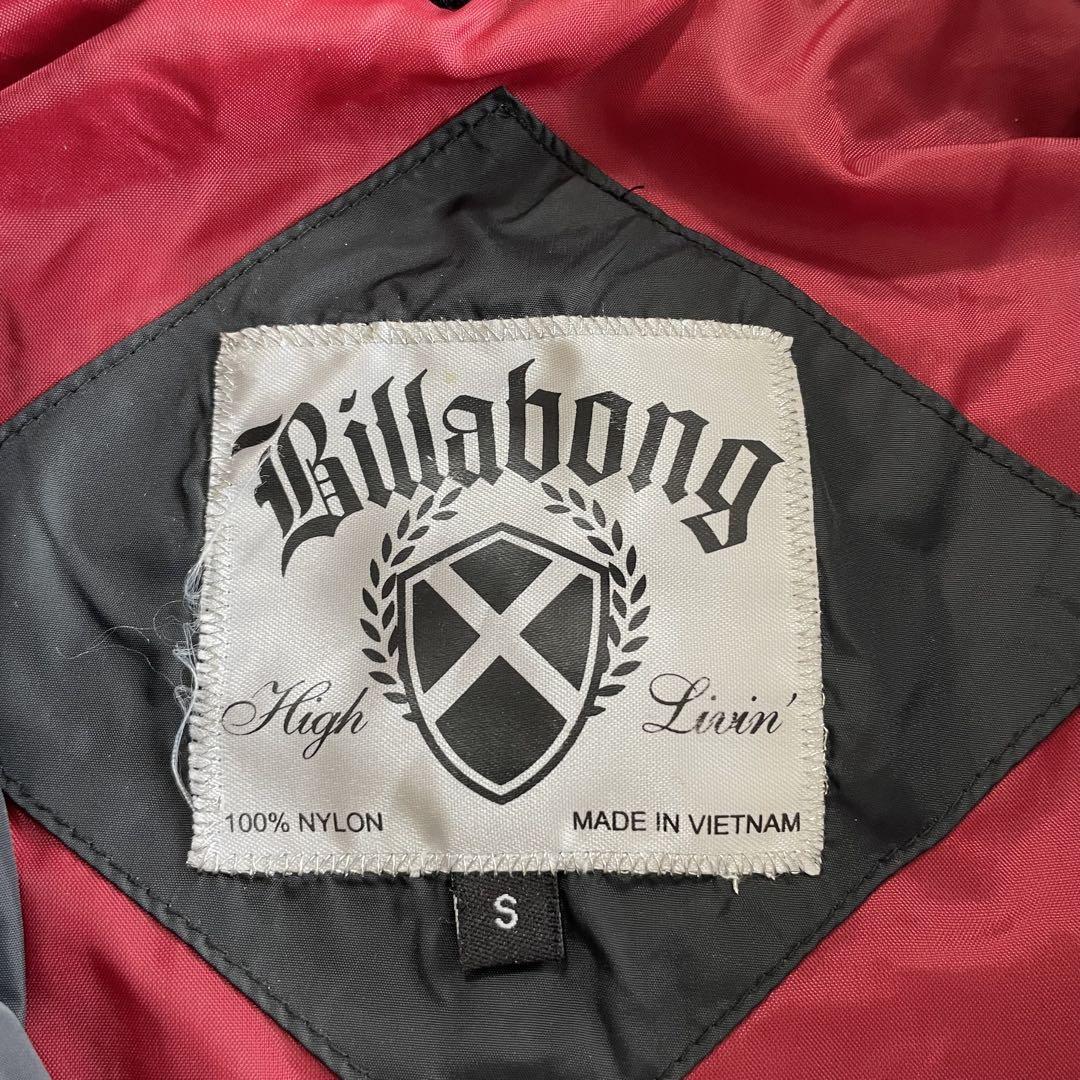 Billabong
High Livin'
100% NYLON MADE IN VIETNAM
S